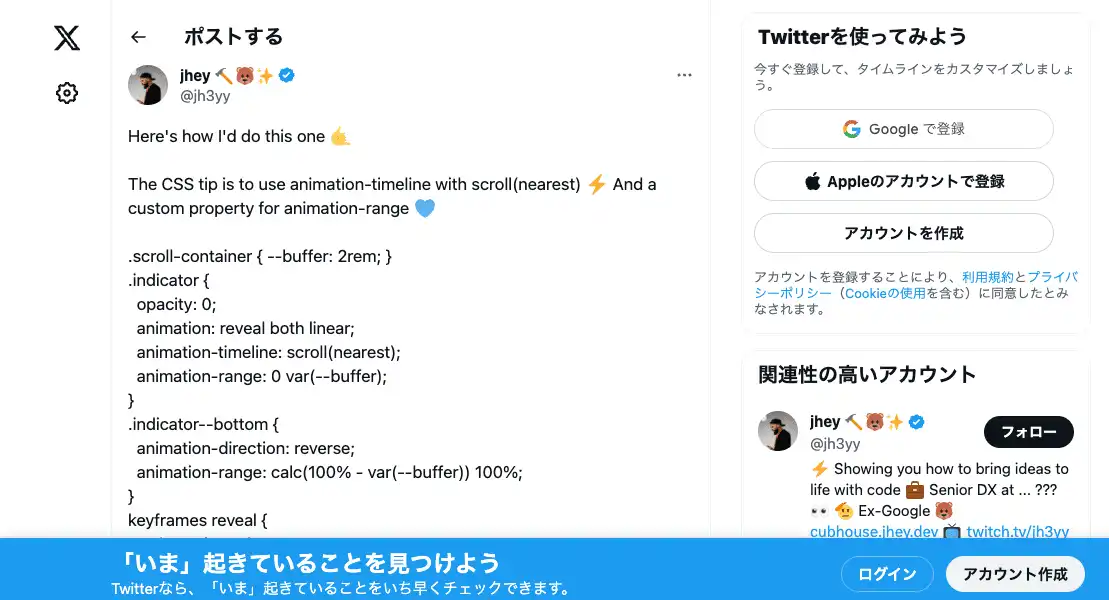 ポストする
jhey 🔨🐻✨
@jh3yy
Here's how I'd do this one 🤙
The CSS tip is to use animation-timeline with scroll(nearest) ⚡ And a
custom property for animation-range 💙
.scroll-container { --buffer: 2rem; }
.indicator {
opacity: 0;
animation: reveal both linear;
animation-timeline: scroll(nearest);
animation-range: 0 var(--buffer);
}
.indicator--bottom {
animation-direction: reverse;
animation-range: calc(100% - var(--buffer)) 100%;
}
keyframes reveal {
Twitterを使ってみよう
今すぐ登録して、タイムラインをカスタマイズしましょ
う。
Google で登録
Appleのアカウントで登録
アカウントを作成
アカウントを登録することにより、利用規約とプライバ
シーポリシー（Cookieの使用を含む）に同意したとみ
なされます。
関連性の高いアカウント
jhey 🔨🐻✨
@jh3yy
フォロー
⚡ Showing you how to bring ideas to
life with code 💼 Senior DX at ... ???
👀 🫡 Ex-Google 🐻
cubhouse.jhey.dev 📺 twitch.tv/jh3yy
「いま」起きていることを見つけよう
Twitterなら、「いま」起きていることをいち早くチェックできます。
ログイン
アカウント作成